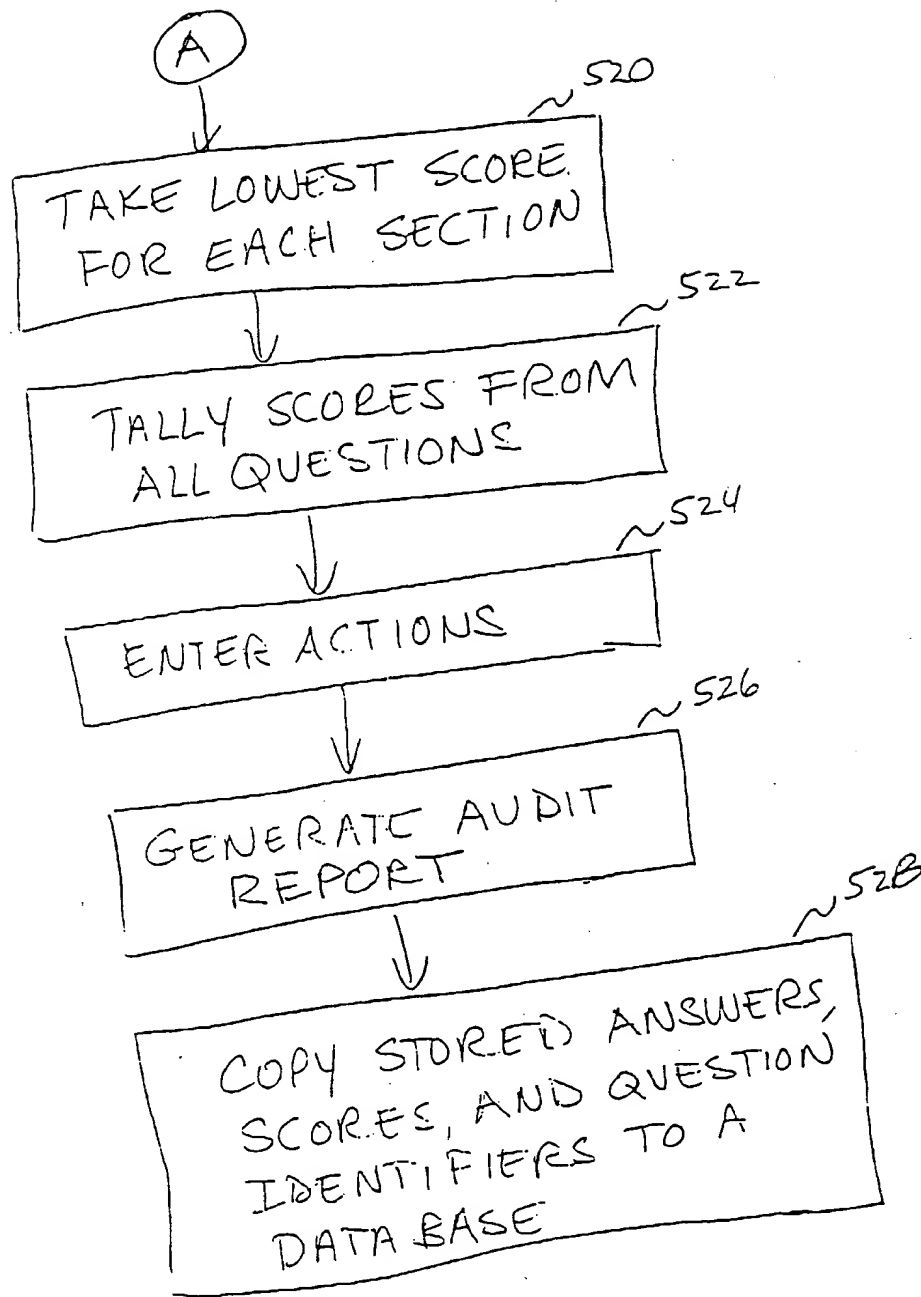 A
520
TAKE LOWEST SCORE
FOR EACH SECTION
522
TALLY SCORES FROM
ALL QUESTIONS
524
ENTER ACTIONS
526
GENERATE AUDIT
REPORT
528
COPY STORED ANSWERS,
SCORES, AND QUESTION
IDENTIFIERS TO A
DATA BASE